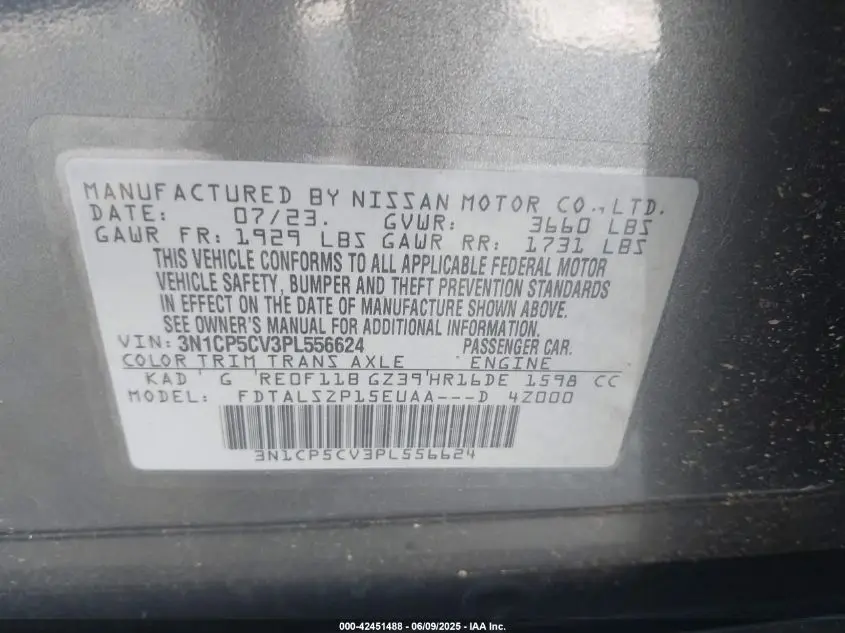 MANUFACTURED BY NISSAN MOTOR CO., LTD.
DATE: 07/23. GVWR: 3660 LBS
GAWR FR: 1929 LBS GAWR RR: 1731 LBS
THIS VEHICLE CONFORMS TO ALL APPLICABLE FEDERAL MOTOR
VEHICLE SAFETY, BUMPER AND THEFT PREVENTION STANDARDS
IN EFFECT ON THE DATE OF MANUFACTURE SHOWN ABOVE.
SEE OWNER'S MANUAL FOR ADDITIONAL INFORMATION.
VIN: 3N1CP5CV3PL556624 PASSENGER CAR.
COLOR TRIM TRANS AXLE ENGINE
KAD G RE0F11B GZ39 HR16DE 1598 CC
MODEL: FDTALSZP15EUAA---D 4Z000
3N1CP5CV3PL556624
000-42451488 - 06/09/2025 - IAA Inc.